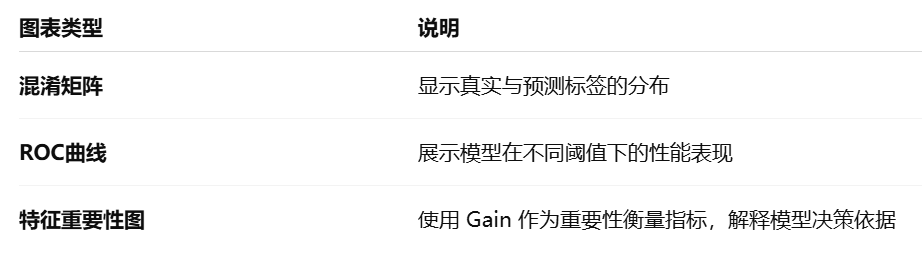 图表类型 说明
混淆矩阵 显示真实与预测标签的分布
ROC曲线 展示模型在不同阈值下的性能表现
特征重要性图 使用 Gain 作为重要性衡量指标，解释模型决策依据